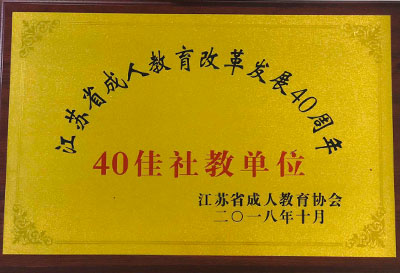 江苏省成人教育改革发展40周年
40佳社教单位
江苏省成人教育协会
二〇一八年十月